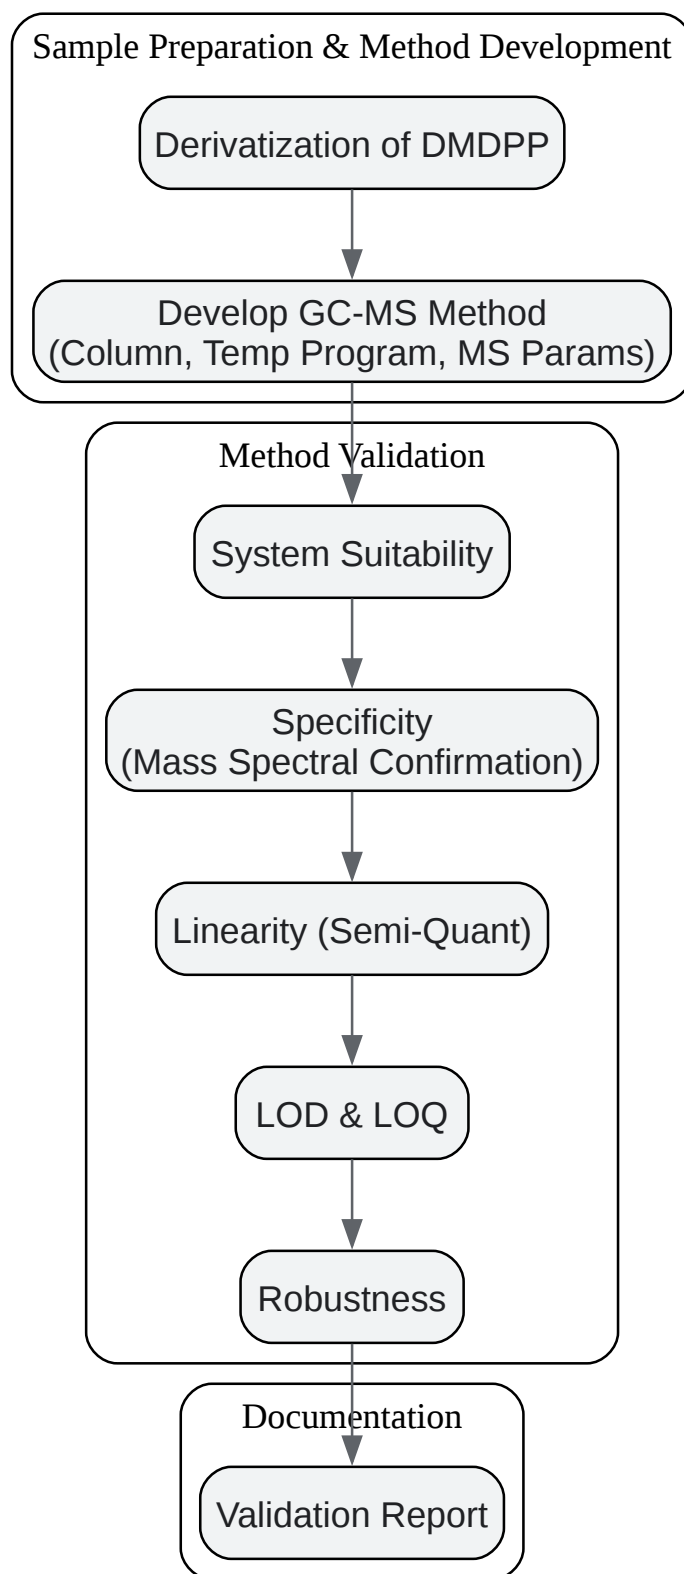 Sample Preparation & Method Development
Derivatization of DMDPP
Develop GC-MS Method
(Column, Temp Program, MS Params)
Method Validation
System Suitability
Specificity
(Mass Spectral Confirmation)
Linearity (Semi-Quant)
LOD & LOQ
Robustness
Documentation
Validation Report